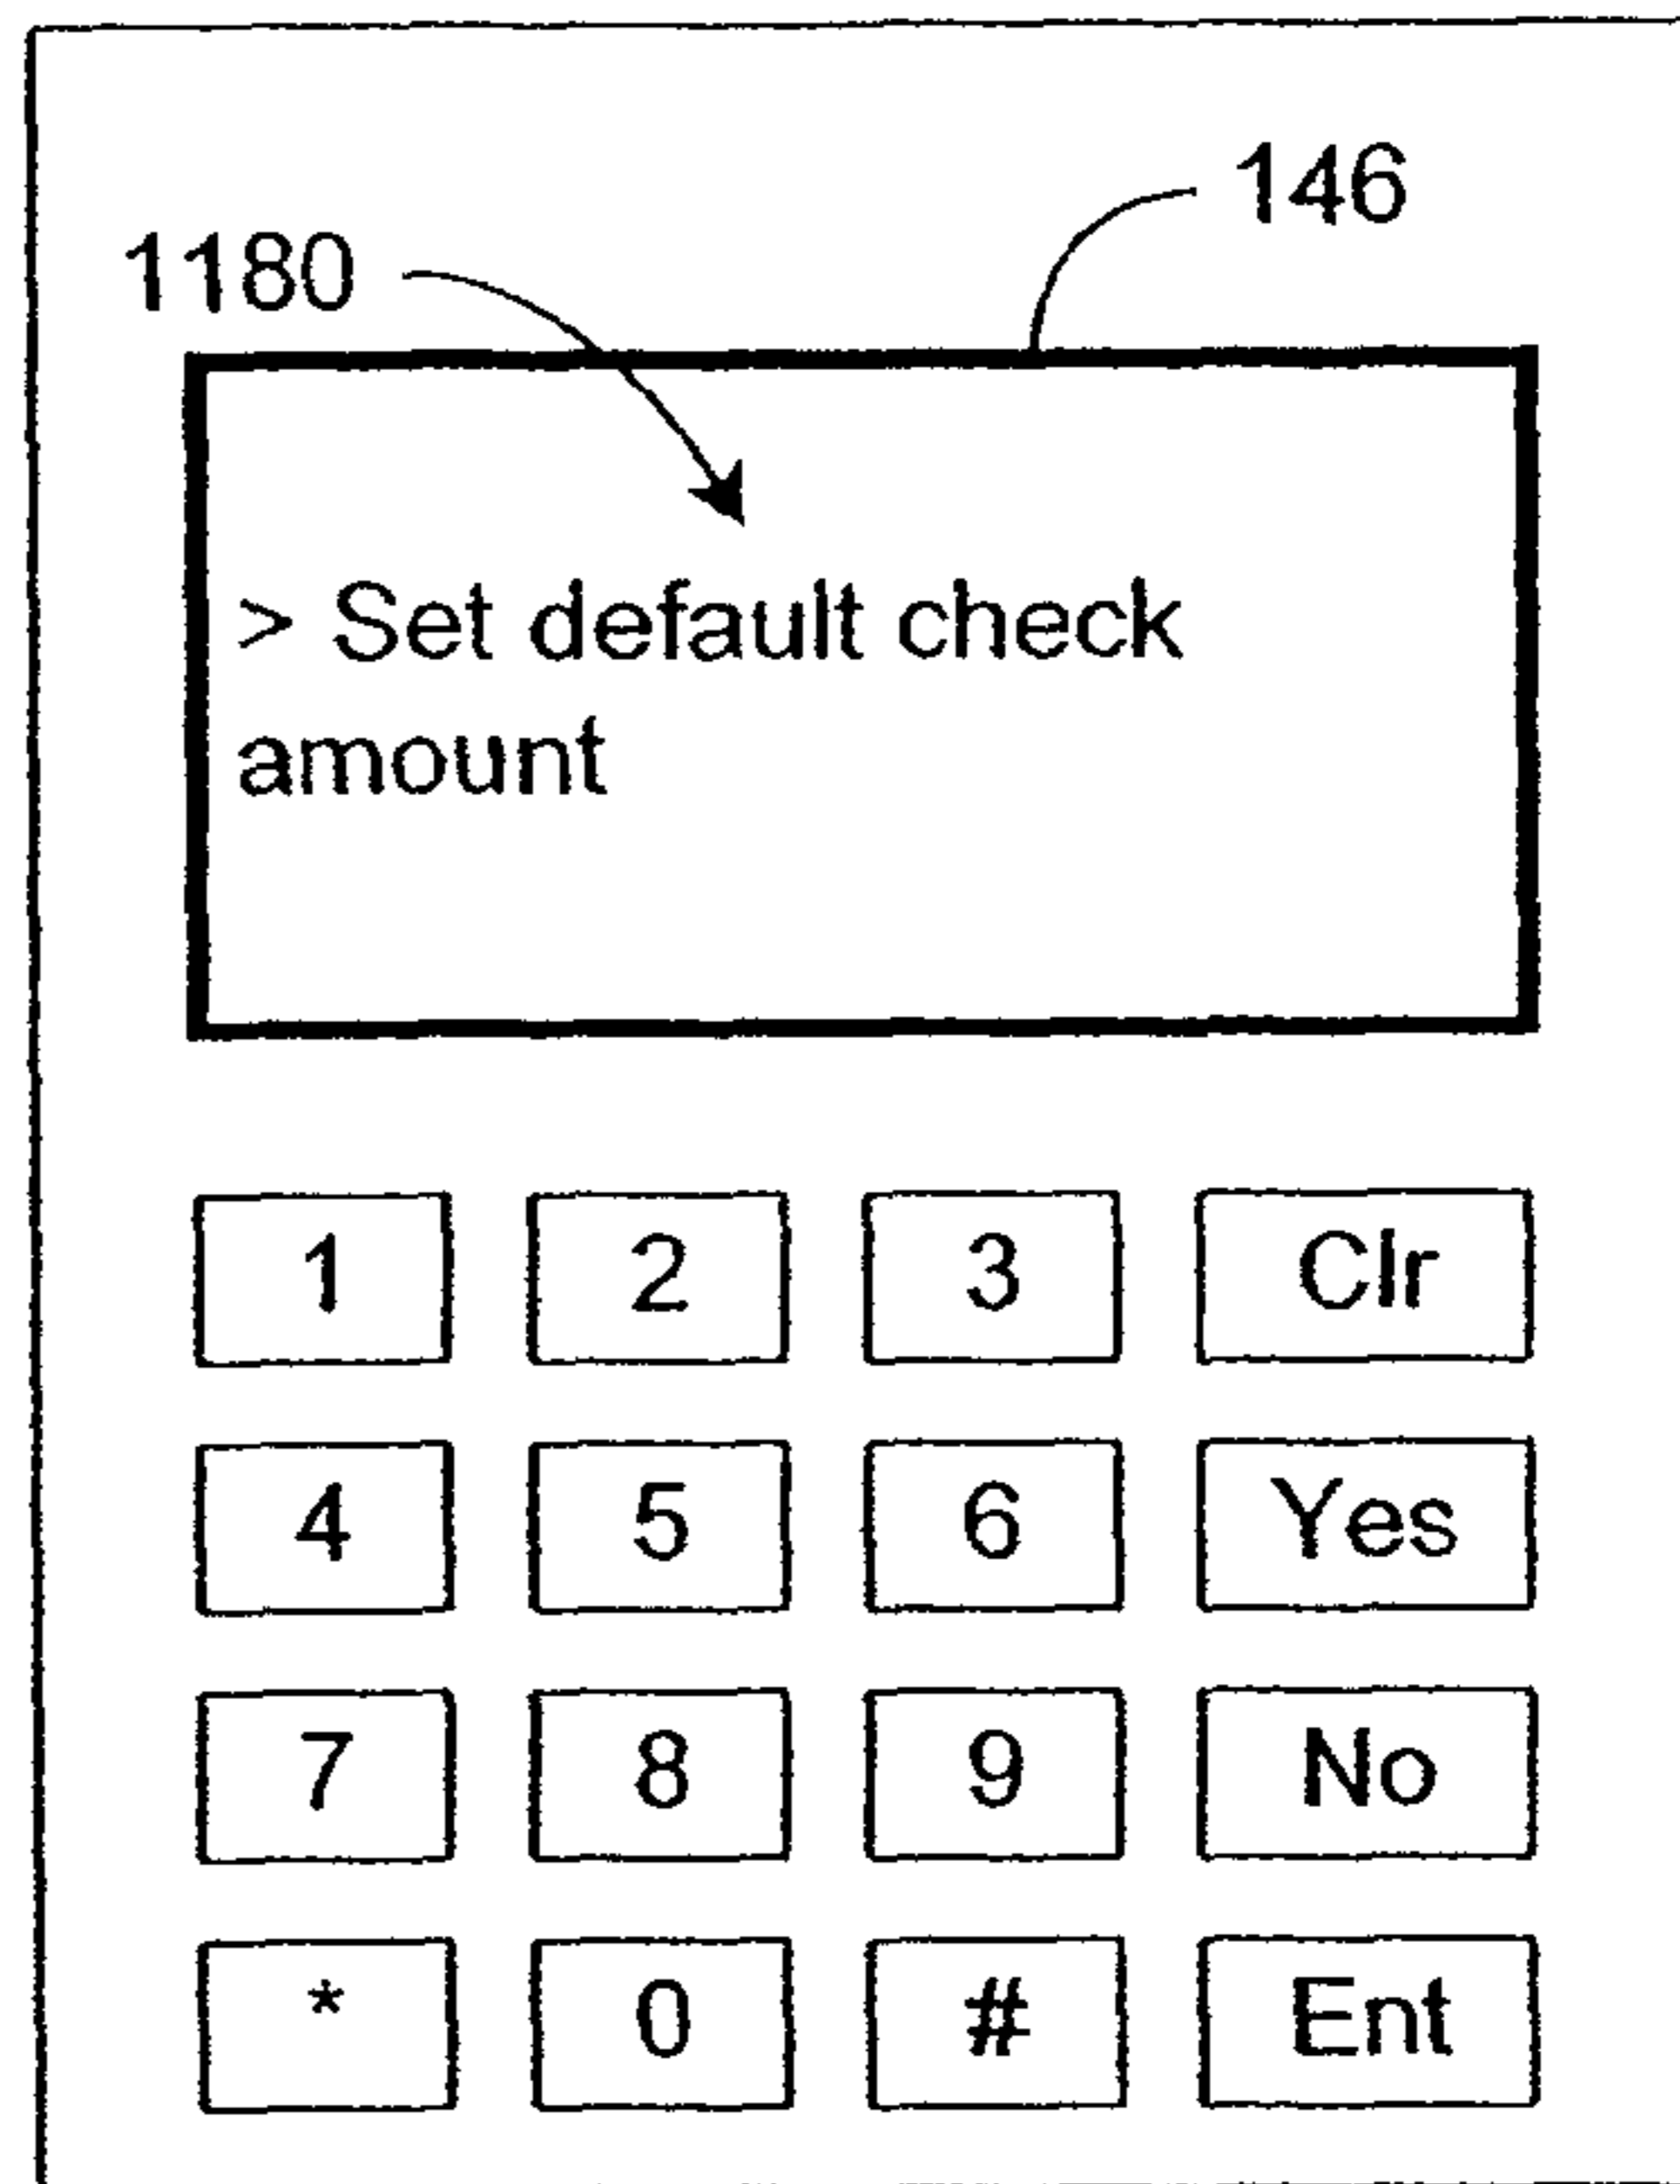 146
1180
> Set default check
amount
1 2 3 Clr
4 5 6 Yes
7 8 9 No
* 0 # Ent